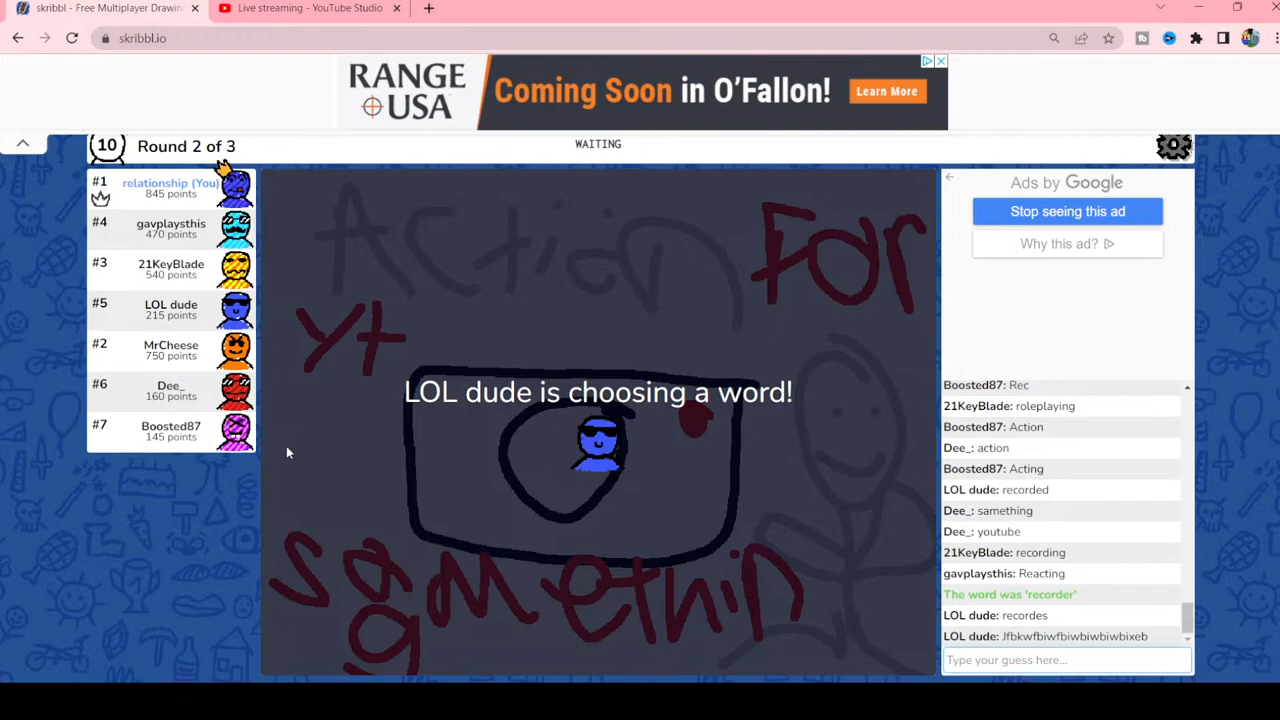 skribbl - Free Multiplayer Drawin
Live streaming - YouTube Studio
skribbl.io
RANGE
USA
Coming Soon in O'Fallon!
Learn More
10
Round 2 of 3
WAITING
#1
relationship (You)
845 points
#4
gavplaysthis
470 points
#3
21KeyBlade
540 points
#5
LOL dude
215 points
#2
MrCheese
750 points
#6
Dee_
160 points
#7
Boosted87
145 points
Action
FOR
yt
LOL dude is choosing a word!
samethin
g
Ads by Google
Stop seeing this ad
Why this ad?
Boosted87: Rec
21KeyBlade: roleplaying
Boosted87: Action
Dee_: action
Boosted87: Acting
LOL dude: recorded
Dee_: samething
Dee_: youtube
21KeyBlade: recording
gavplaysthis: Reacting
The word was 'recorder'
LOL dude: recordes
LOL dude: Jfbkwfbiwfbiwbiwbiwbixeb
Type your guess here...